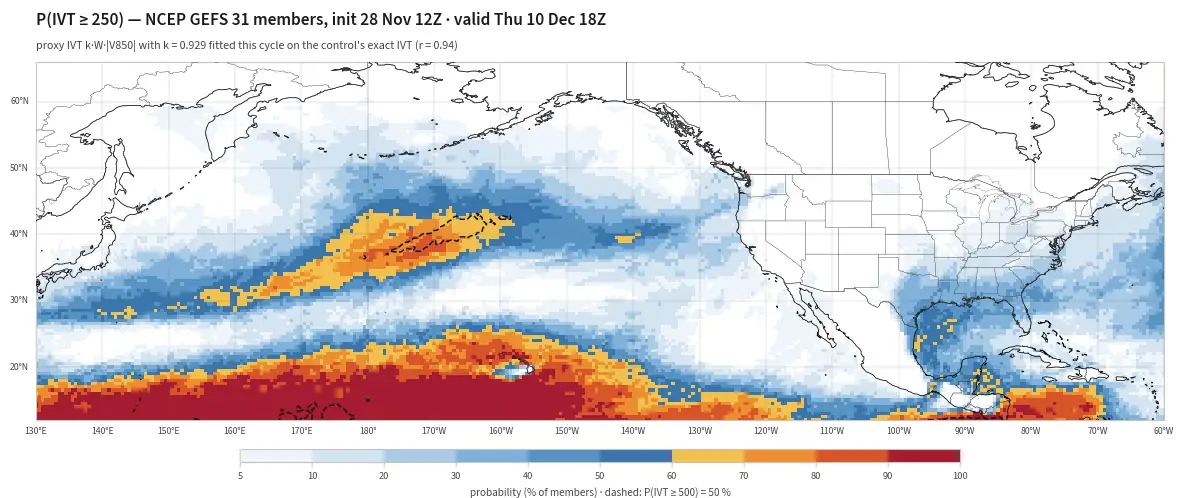 P(IVT ≥ 250) — NCEP GEFS 31 members, init 28 Nov 12Z · valid Thu 10 Dec 18Z
proxy IVT k·W·|V850| with k = 0.929 fitted this cycle on the control's exact IVT (r = 0.94)
60°N
50°N
40°N
30°N
20°N
130°E 140°E 150°E 160°E 170°E 180° 170°W 160°W 150°W 140°W 130°W 120°W 110°W 100°W 90°W 80°W 70°W 60°W
5 10 20 30 40 50 60 70 80 90 100
probability (% of members) · dashed: P(IVT ≥ 500) = 50 %